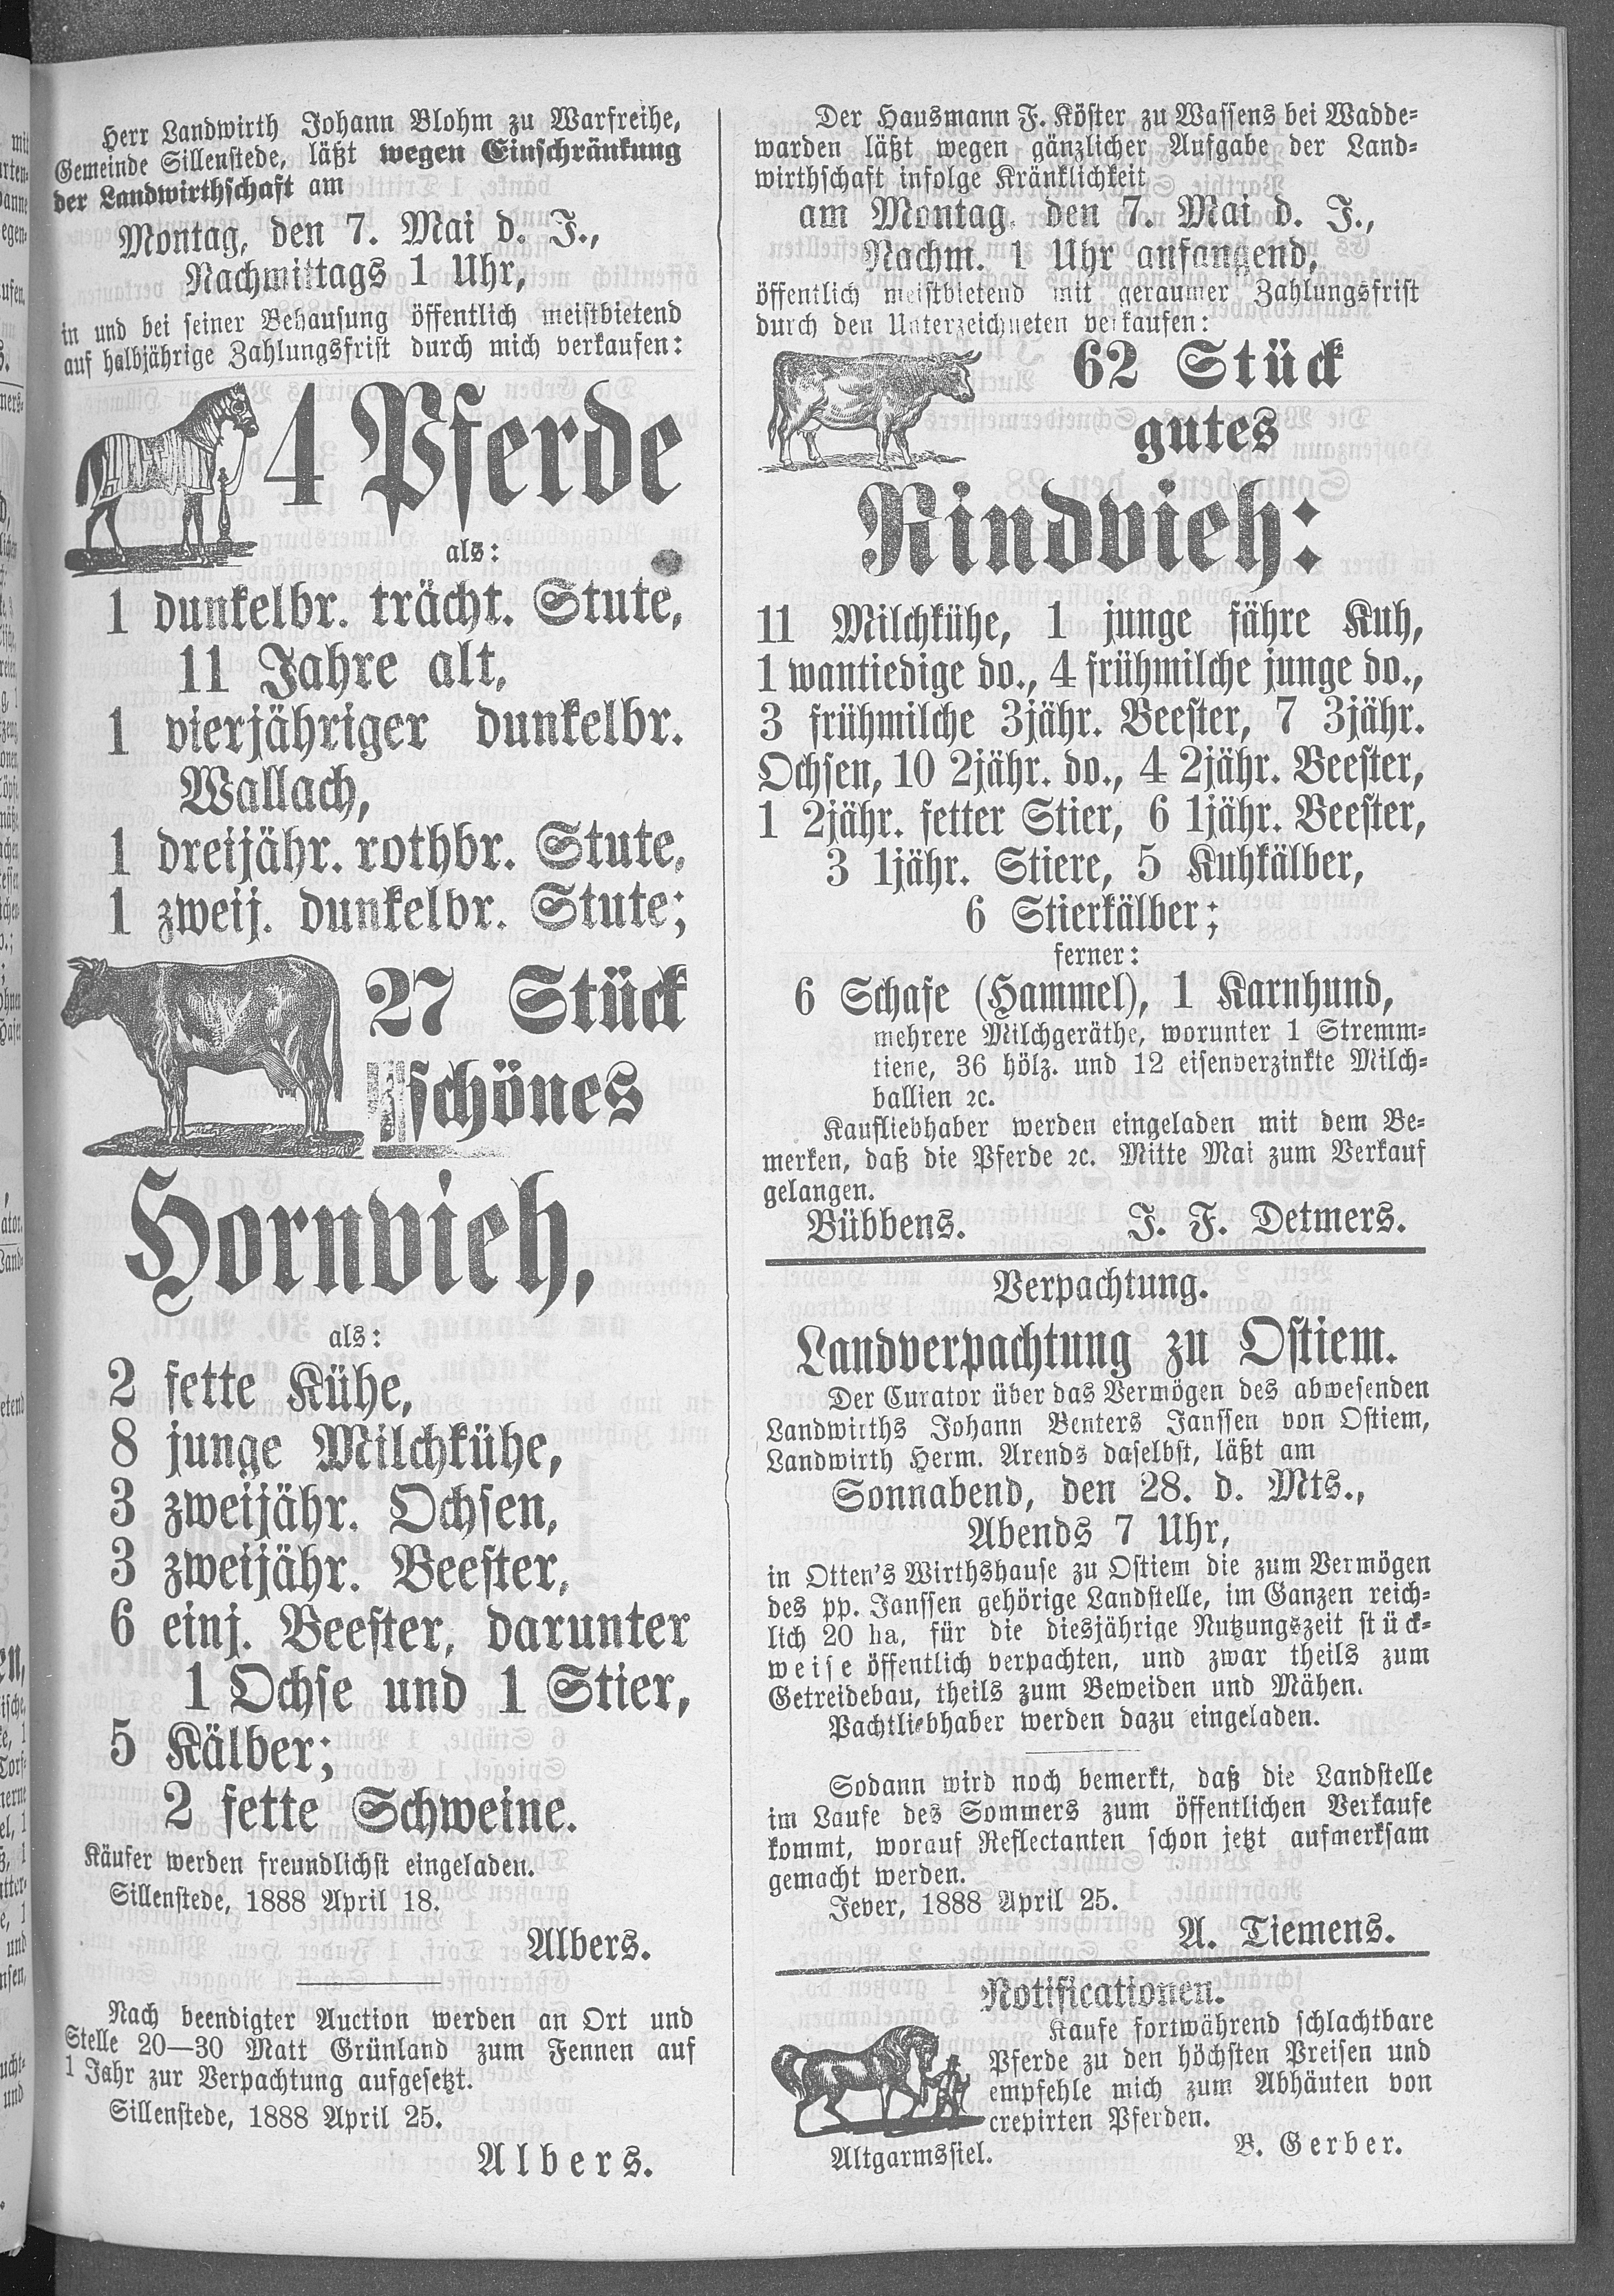 Herr Landwirth Johann Blohm zu Warfreihe,
Gemeinde Sillenstede, läßt wegen Einschränkung
der Landwirthschaft am
Montag, den 7. Mai d. J.,
Nachmittags 1 Uhr,
in und bei seiner Behausung öffentlich meistbietend
auf halbjährige Zahlungsfrist durch mich verkaufen:
4 Pferde
als:
1 dunkelbr. trächt. Stute,
11 Jahre alt,
1 vierjähriger dunkelbr.
Wallach,
1 dreijähr. rothbr. Stute,
1 zweij. dunkelbr. Stute;
27 Stück
schönes
Hornvieh,
als:
2 fette Kühe,
8 junge Milchkühe,
3 zweijähr. Ochsen,
3 zweijähr. Beester,
6 einj. Beester, darunter
1 Ochse und 1 Stier,
5 Kälber;
2 fette Schweine.
Käufer werden freundlichst eingeladen.
Sillenstede, 1888 April 18.
Albers.
Nach beendigter Auction werden an Ort und
Stelle 20—30 Matt Grünland zum Fennen auf
1 Jahr zur Verpachtung aufgesetzt.
Sillenstede, 1888 April 25.
Albers.
Der Hausmann F. Köster zu Wassens bei Wadde-
warden läßt wegen gänzlicher Aufgabe der Land-
wirthschaft infolge Kränklichkeit
am Montag, den 7. Mai d. J.,
Nachm. 1 Uhr anfangend,
öffentlich meistbietend mit geraumer Zahlungsfrist
durch den Unterzeichneten verkaufen:
62 Stück
gutes
Rindvieh:
11 Milchkühe, 1 junge fähre Kuh,
1 wantiedige do., 4 frühmilche junge do.,
3 frühmilche 3jähr. Beester, 7 3jähr.
Ochsen, 10 2jähr. do., 4 2jähr. Beester,
1 2jähr. fetter Stier, 6 1jähr. Beester,
3 1jähr. Stiere, 5 Kuhkälber,
6 Stierkälber;
ferner:
6 Schafe (Hammel), 1 Karnhund,
mehrere Milchgeräthe, worunter 1 Stremm-
tiene, 36 hölz. und 12 eisenverzinkte Milch-
ballien ꝛc.
Kaufliebhaber werden eingeladen mit dem Be-
merken, daß die Pferde ꝛc. Mitte Mai zum Verkauf
gelangen.
Bübbens. J. F. Detmers.
Verpachtung.
Landverpachtung zu Ostiem.
Der Curator über das Vermögen des abwesenden
Landwirths Johann Benters Janssen von Ostiem,
Landwirth Herm. Arends daselbst, läßt am
Sonnabend, den 28. d. Mts.,
Abends 7 Uhr,
in Otten's Wirthshause zu Ostiem die zum Vermögen
des pp. Janssen gehörige Landstelle, im Ganzen reich-
lich 20 ha, für die diesjährige Nutzungszeit stück-
weise öffentlich verpachten, und zwar theils zum
Getreidebau, theils zum Beweiden und Mähen.
Pachtliebhaber werden dazu eingeladen.
Sodann wird noch bemerkt, daß die Landstelle
im Laufe des Sommers zum öffentlichen Verkaufe
kommt, worauf Reflectanten schon jetzt aufmerksam
gemacht werden.
Jever, 1888 April 25.
A. Tiemens.
Notificationen.
Kaufe fortwährend schlachtbare
Pferde zu den höchsten Preisen und
empfehle mich zum Abhäuten von
crepirten Pferden.
Altgarmssiel. B. Gerber.